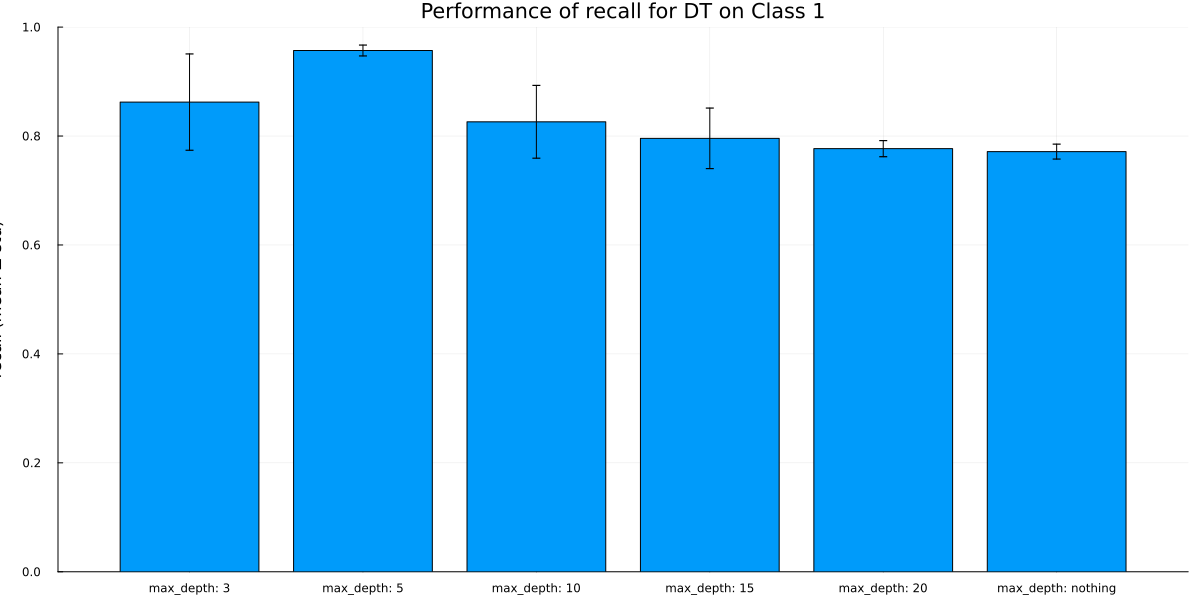 Performance of recall for DT on Class 1
1.0
0.8
0.6
0.4
0.2
0.0
max_depth: 3
max_depth: 5
max_depth: 10
max_depth: 15
max_depth: 20
max_depth: nothing